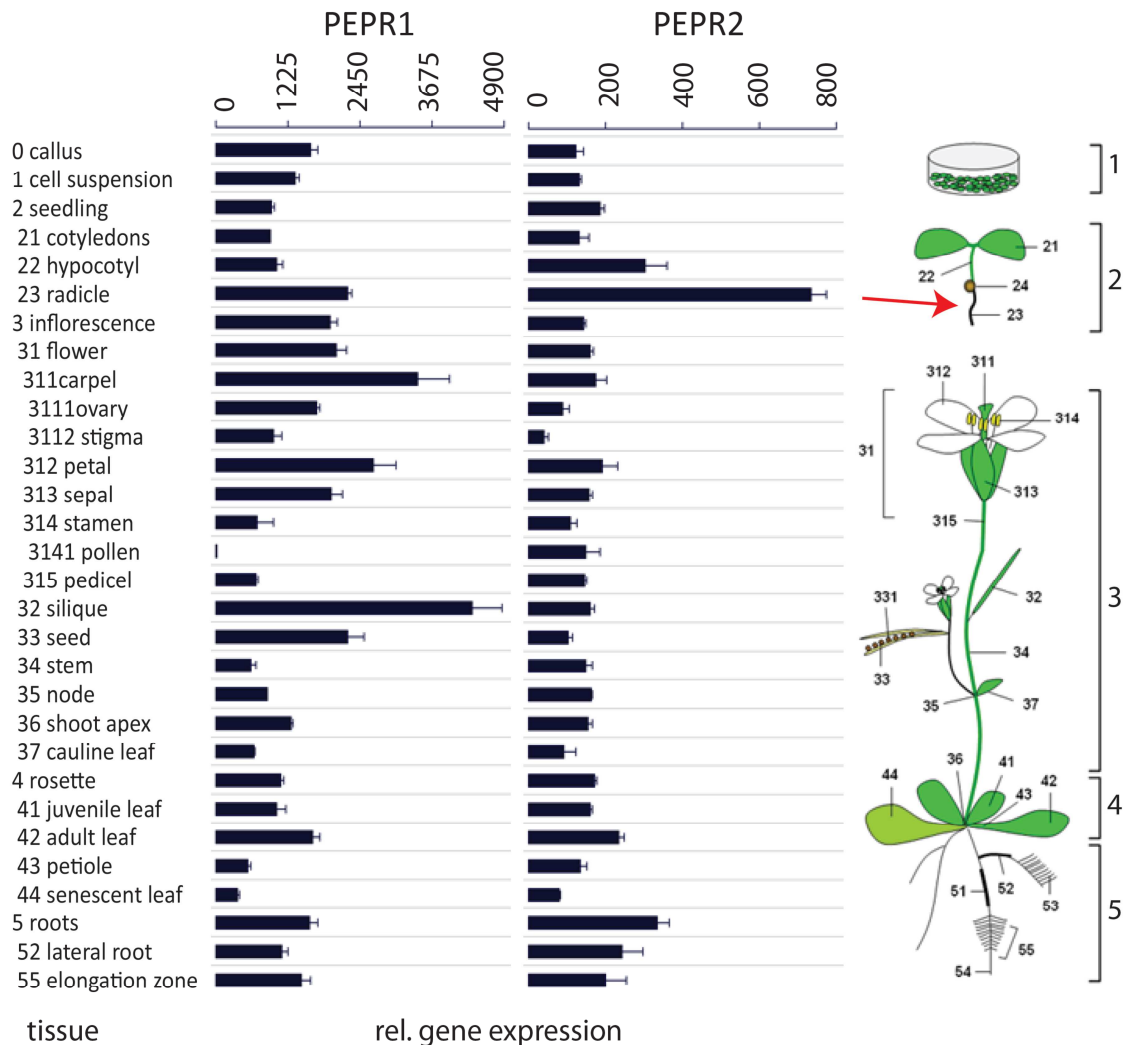 PEPR1 PEPR2
0 1225 2450 3675 4900 0 200 400 600 800
0 callus
1 cell suspension
2 seedling
21 cotyledons
22 hypocotyl
23 radicle
3 inflorescence
31 flower
311carpel
3111ovary
3112 stigma
312 petal
313 sepal
314 stamen
3141 pollen
315 pedicel
32 silique
33 seed
34 stem
35 node
36 shoot apex
37 cauline leaf
4 rosette
41 juvenile leaf
42 adult leaf
43 petiole
44 senescent leaf
5 roots
52 lateral root
55 elongation zone
tissue rel. gene expression
1
21
22
24
23
2
312 311
314
31
313
315
331
32
33
34
35 37
3
36 41
44 43 42
4
51 52 53
54 55
5